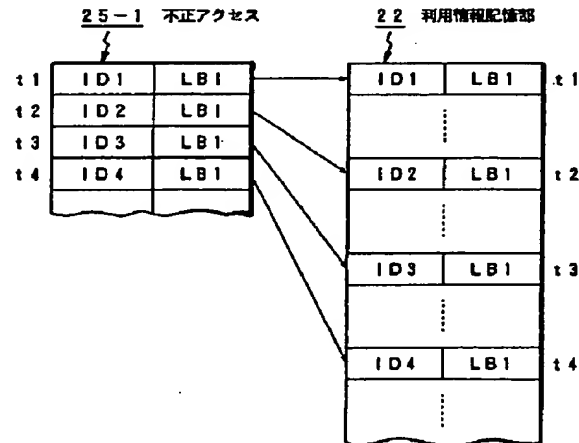 25-1 不正アクセス
22 利用情報記憶部
t1 ID1 LB1
t2 ID2 LB1
t3 ID3 LB1
t4 ID4 LB1
ID1 LB1 t1
ID2 LB1 t2
ID3 LB1 t3
ID4 LB1 t4